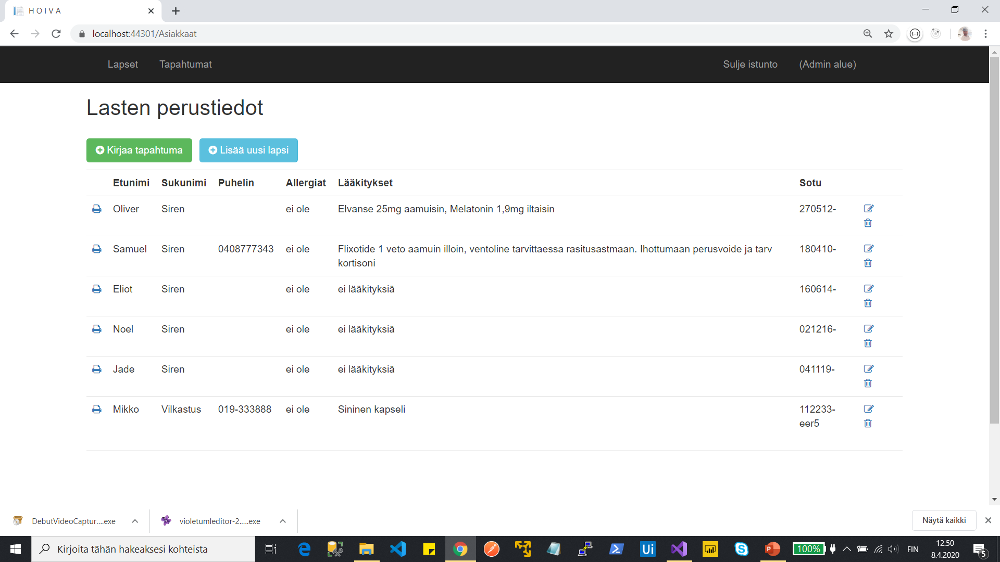 H O I V A
localhost:44301/Asiakkaat
Lapset Tapahtumat Sulje istunto (Admin alue)
Lasten perustiedot
Kirjaa tapahtuma Lisää uusi lapsi
Etunimi Sukunimi Puhelin Allergiat Lääkitykset Sotu
Oliver Siren ei ole Elvanse 25mg aamuisin, Melatonin 1,9mg iltaisin 270512-
Samuel Siren 0408777343 ei ole Flixotide 1 veto aamuin illoin, ventoline tarvittaessa rasitusastmaan. Ihottumaan perusvoide ja tarv 180410-
kortisoni
Eliot Siren ei ole ei lääkityksiä 160614-
Noel Siren ei ole ei lääkityksiä 021216-
Jade Siren ei ole ei lääkityksiä 041119-
Mikko Vilkastus 019-333888 ei ole Sininen kapseli 112233-
eer5
DebutVideoCaptur....exe violetumleditor-2.....exe Näytä kaikki
Kirjoita tähän hakeaksesi kohteista Ui 100% FIN 12.50
8.4.2020 5